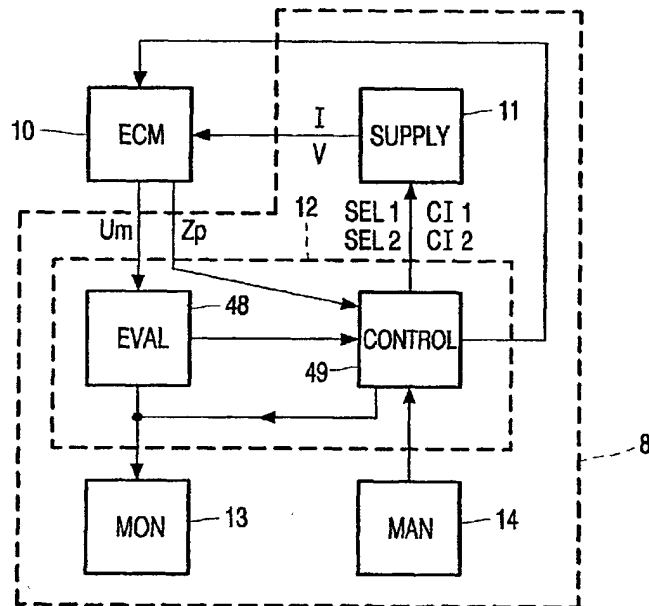 10
ECM
I
V
SUPPLY
11
Um
Zp
12
SEL 1 CI 1
SEL 2 CI 2
48
EVAL
49
CONTROL
8
MON
13
MAN
14